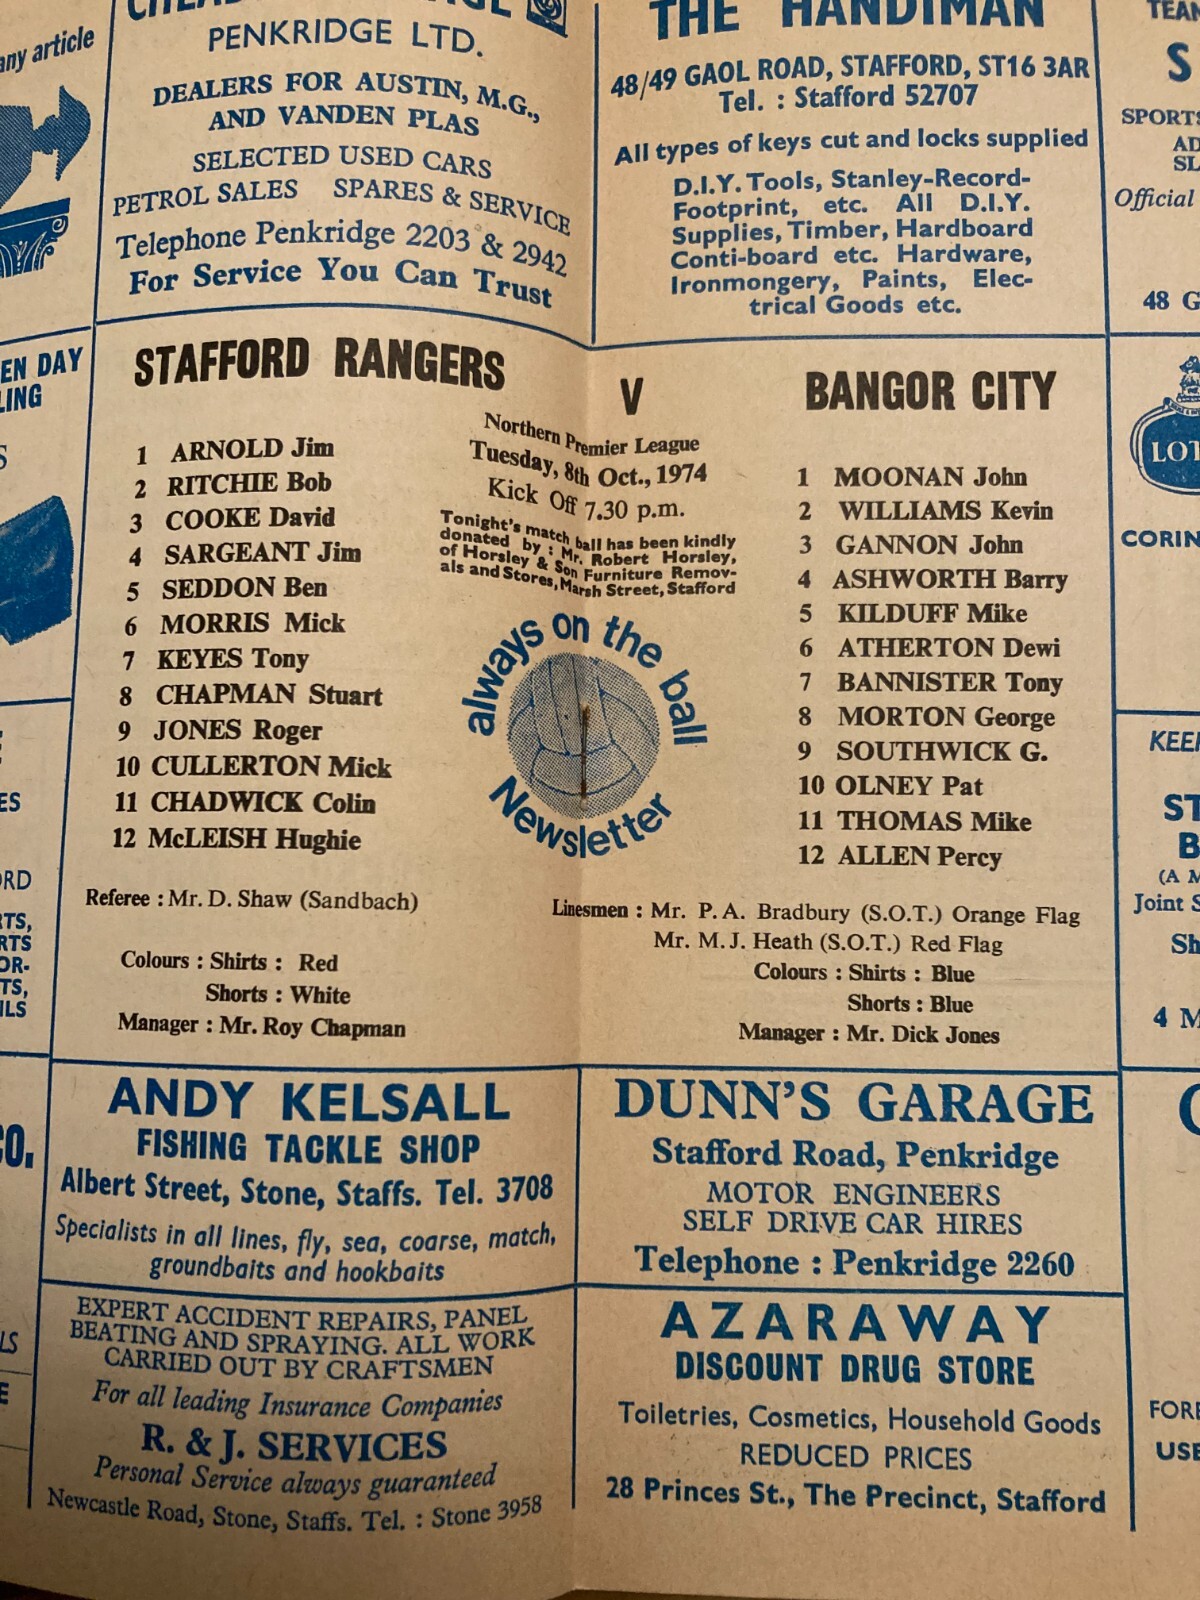 any article
PENKRIDGE LTD.
DEALERS FOR AUSTIN, M.G.,
AND VANDEN PLAS
SELECTED USED CARS
PETROL SALES SPARES & SERVICE
Telephone Penkridge 2203 & 2942
For Service You Can Trust
THE HANDIMAN
48/49 GAOL ROAD, STAFFORD, ST16 3AR
Tel. : Stafford 52707
All types of keys cut and locks supplied
D.I.Y. Tools, Stanley-Record-
Footprint, etc. All D.I.Y.
Supplies, Timber, Hardboard
Conti-board etc. Hardware,
Ironmongery, Paints, Elec-
trical Goods etc.
Official
48 G
EN DAY
LING
STAFFORD RANGERS
V
BANGOR CITY
Northern Premier League
Tuesday, 8th Oct., 1974
Kick Off 7.30 p.m.
Tonight's match ball has been kindly
donated by : Mr. Robert Horsley,
of Horsley & Son Furniture Remov-
als and Stores, Marsh Street, Stafford
always on the ball
Newsletter
1 ARNOLD Jim
2 RITCHIE Bob
3 COOKE David
4 SARGEANT Jim
5 SEDDON Ben
6 MORRIS Mick
7 KEYES Tony
8 CHAPMAN Stuart
9 JONES Roger
10 CULLERTON Mick
11 CHADWICK Colin
12 McLEISH Hughie
1 MOONAN John
2 WILLIAMS Kevin
3 GANNON John
4 ASHWORTH Barry
5 KILDUFF Mike
6 ATHERTON Dewi
7 BANNISTER Tony
8 MORTON George
9 SOUTHWICK G.
10 OLNEY Pat
11 THOMAS Mike
12 ALLEN Percy
Referee : Mr. D. Shaw (Sandbach)
Colours : Shirts : Red
Shorts : White
Manager : Mr. Roy Chapman
Linesmen : Mr. P. A. Bradbury (S.O.T.) Orange Flag
Mr. M. J. Heath (S.O.T.) Red Flag
Colours : Shirts : Blue
Shorts : Blue
Manager : Mr. Dick Jones
ANDY KELSALL
FISHING TACKLE SHOP
Albert Street, Stone, Staffs. Tel. 3708
Specialists in all lines, fly, sea, coarse, match,
groundbaits and hookbaits
DUNN'S GARAGE
Stafford Road, Penkridge
MOTOR ENGINEERS
SELF DRIVE CAR HIRES
Telephone : Penkridge 2260
EXPERT ACCIDENT REPAIRS, PANEL
BEATING AND SPRAYING. ALL WORK
CARRIED OUT BY CRAFTSMEN
For all leading Insurance Companies
R. & J. SERVICES
Personal Service always guaranteed
Newcastle Road, Stone, Staffs. Tel. : Stone 3958
AZARAWAY
DISCOUNT DRUG STORE
Toiletries, Cosmetics, Household Goods
REDUCED PRICES
28 Princes St., The Precinct, Stafford
Joint S
4 M